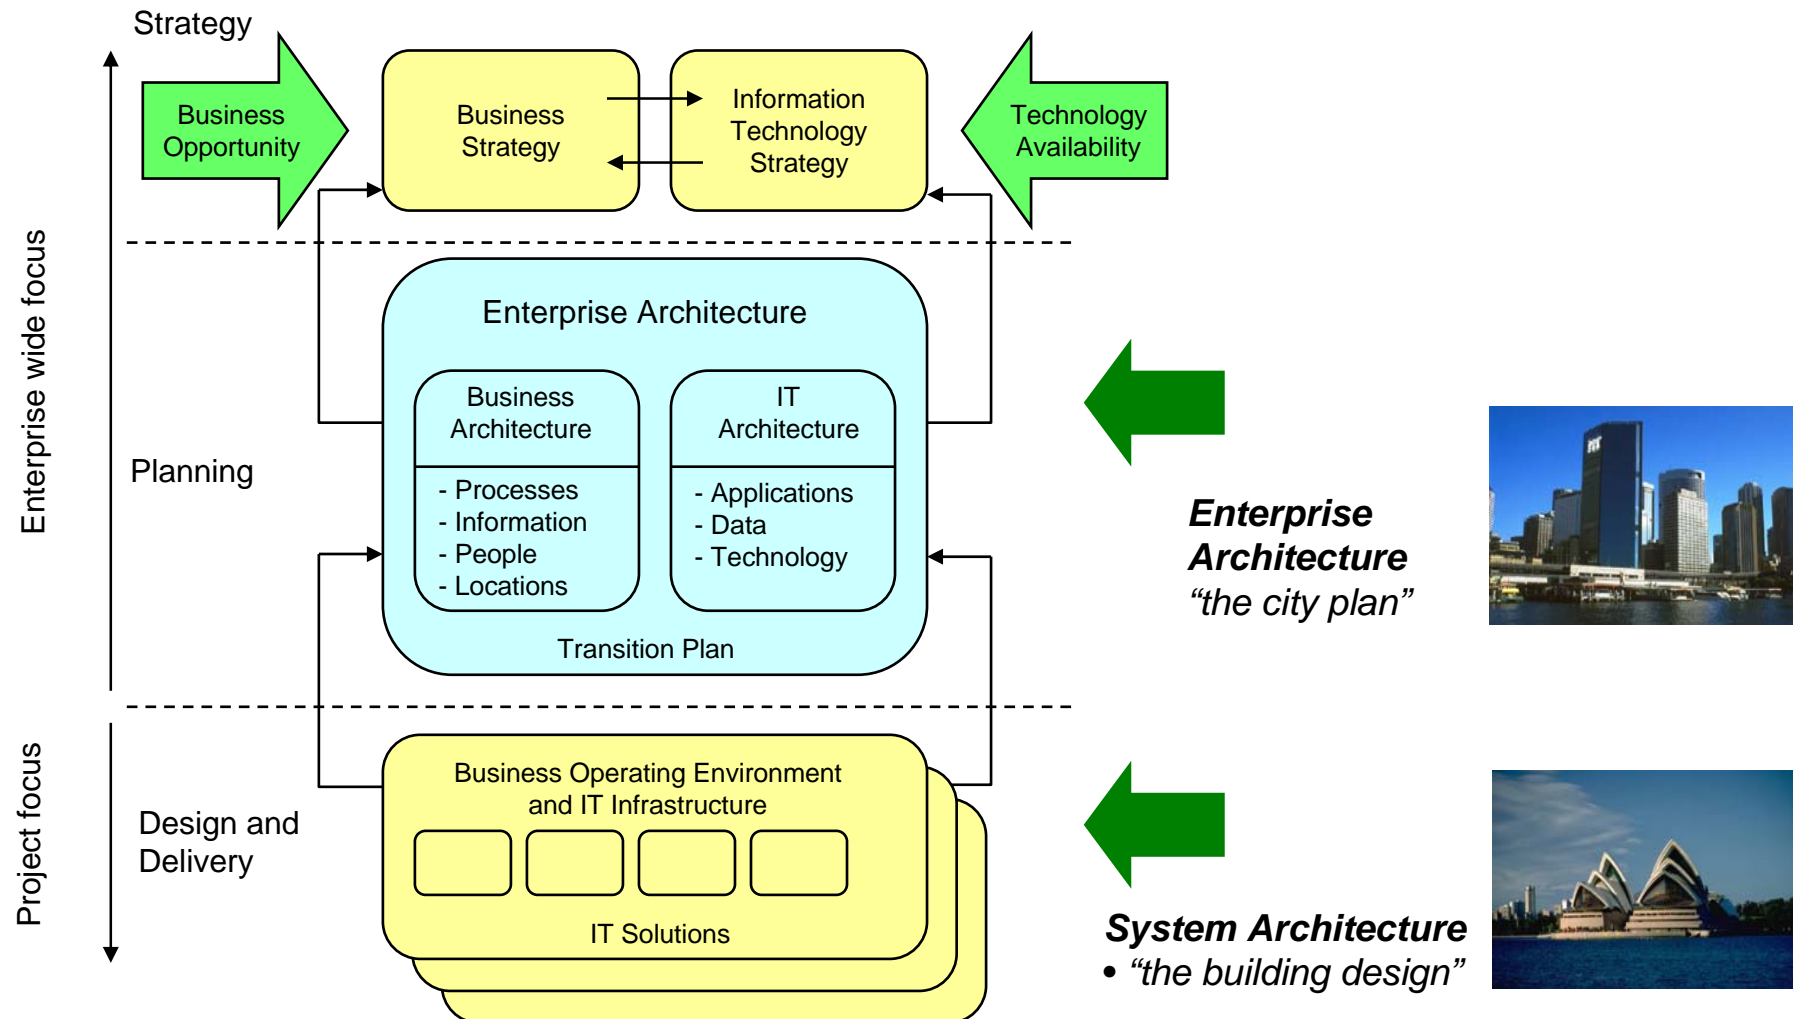 Strategy
Business
Opportunity
Business
Strategy
Information
Technology
Strategy
Technology
Availability
Enterprise wide focus
Planning
Enterprise Architecture
Business
Architecture
- Processes
- Information
- People
- Locations
IT
Architecture
- Applications
- Data
- Technology
Transition Plan
Enterprise
Architecture
“the city plan”
Project focus
Design and
Delivery
Business Operating Environment
and IT Infrastructure
IT Solutions
System Architecture
• “the building design”